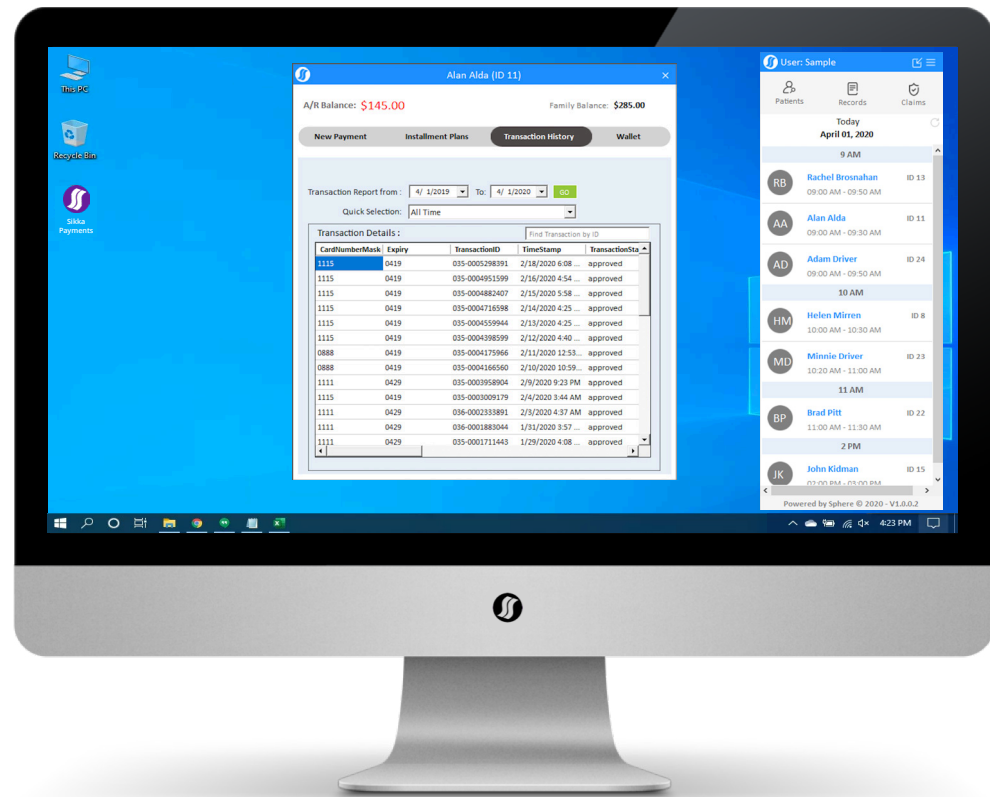 This PC
Recycle Bin
Sikka
Payments
Alan Alda (ID 11)
A/R Balance: $145.00
Family Balance: $285.00
New Payment Installment Plans Transaction History Wallet
Transaction Report from : 4/ 1/2019 To: 4/ 1/2020 GO
Quick Selection: All Time
Transaction Details : Find Transaction by ID
CardNumberMask Expiry TransactionID TimeStamp TransactionSta
1115 0419 035-0005298391 2/18/2020 6:08 ... approved
1115 0419 035-0004951599 2/16/2020 4:54 ... approved
1115 0419 035-0004882407 2/15/2020 5:58 ... approved
1115 0419 035-0004716598 2/14/2020 4:25 ... approved
1115 0419 035-0004559944 2/13/2020 4:25 ... approved
1115 0419 035-0004398599 2/12/2020 4:40 ... approved
0888 0419 035-0004175966 2/11/2020 12:53... approved
0888 0419 035-0004166560 2/10/2020 10:59... approved
1111 0429 035-0003958904 2/9/2020 9:23 PM approved
1115 0419 035-0003009179 2/4/2020 3:44 AM approved
1111 0429 036-0002333891 2/3/2020 4:37 AM approved
1111 0429 036-0001883044 1/31/2020 3:57 ... approved
1111 0429 035-0001711443 1/29/2020 4:08 ... approved
User: Sample
Patients Records Claims
Today
April 01, 2020
9 AM
RB Rachel Brosnahan ID 13
09:00 AM - 09:50 AM
AA Alan Alda ID 11
09:00 AM - 09:30 AM
AD Adam Driver ID 24
09:00 AM - 09:50 AM
10 AM
HM Helen Mirren ID 8
10:00 AM - 10:30 AM
MD Minnie Driver ID 23
10:20 AM - 11:00 AM
11 AM
BP Brad Pitt ID 22
11:00 AM - 11:30 AM
2 PM
JK John Kidman ID 15
02:00 PM - 03:00 PM
Powered by Sphere © 2020 - V1.0.0.2
4:23 PM